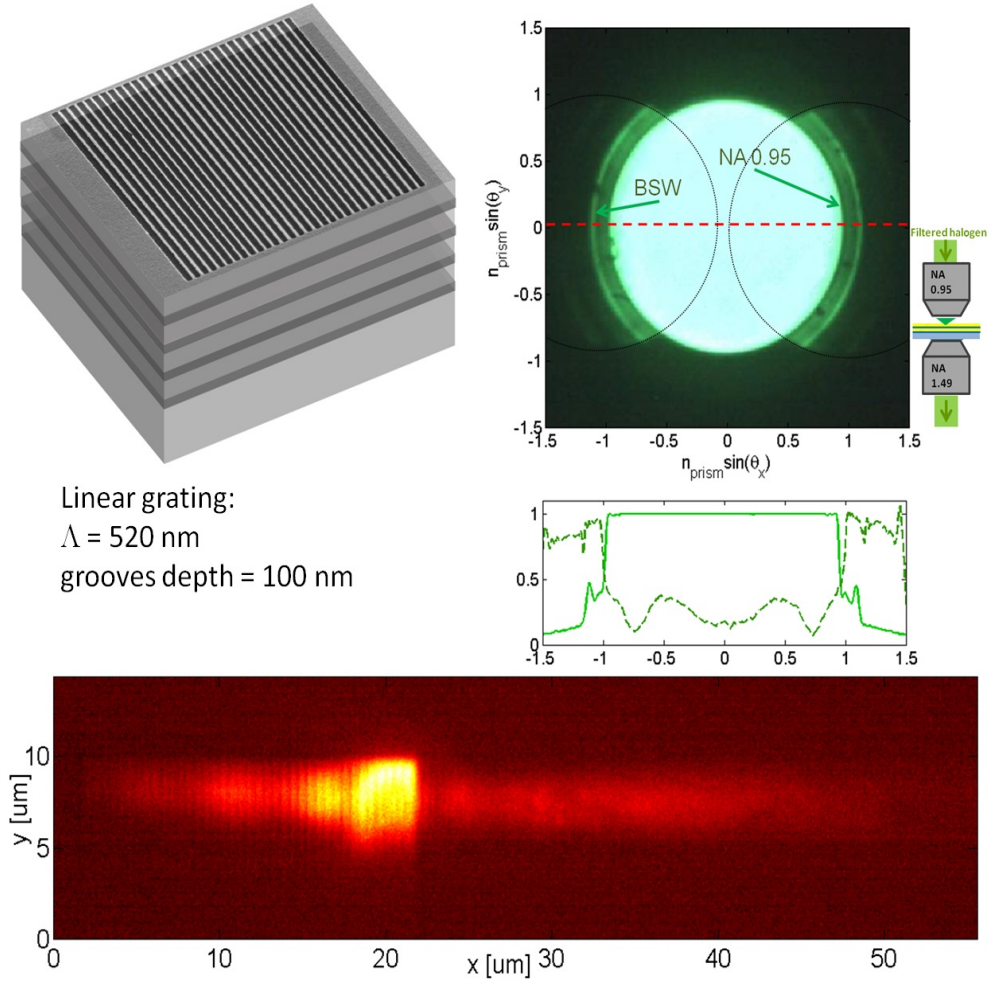 1.5
1
0.5
0
-0.5
-1
-1.5
n_prism sin(θ_y)
BSW
NA 0.95
-1.5 -1 -0.5 0 0.5 1 1.5
n_prism sin(θ_x)
Filtered halogen
NA
0.95
NA
1.49
Linear grating:
Λ = 520 nm
grooves depth = 100 nm
1
0.5
0
-1.5 -1 -0.5 0 0.5 1 1.5
10
5
0
y [um]
0 10 20 30 40 50
x [um]